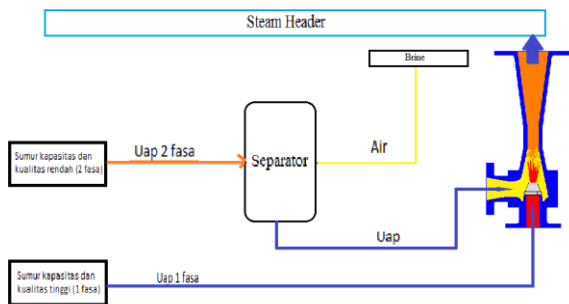 Steam Header
Brine
Sumur kapasitas dan
kualitas rendah (2 fasa)
Uap 2 fasa
Separator
Air
Uap
Sumur kapasitas dan
kualitas tinggi (1 fasa)
Uap 1 fasa